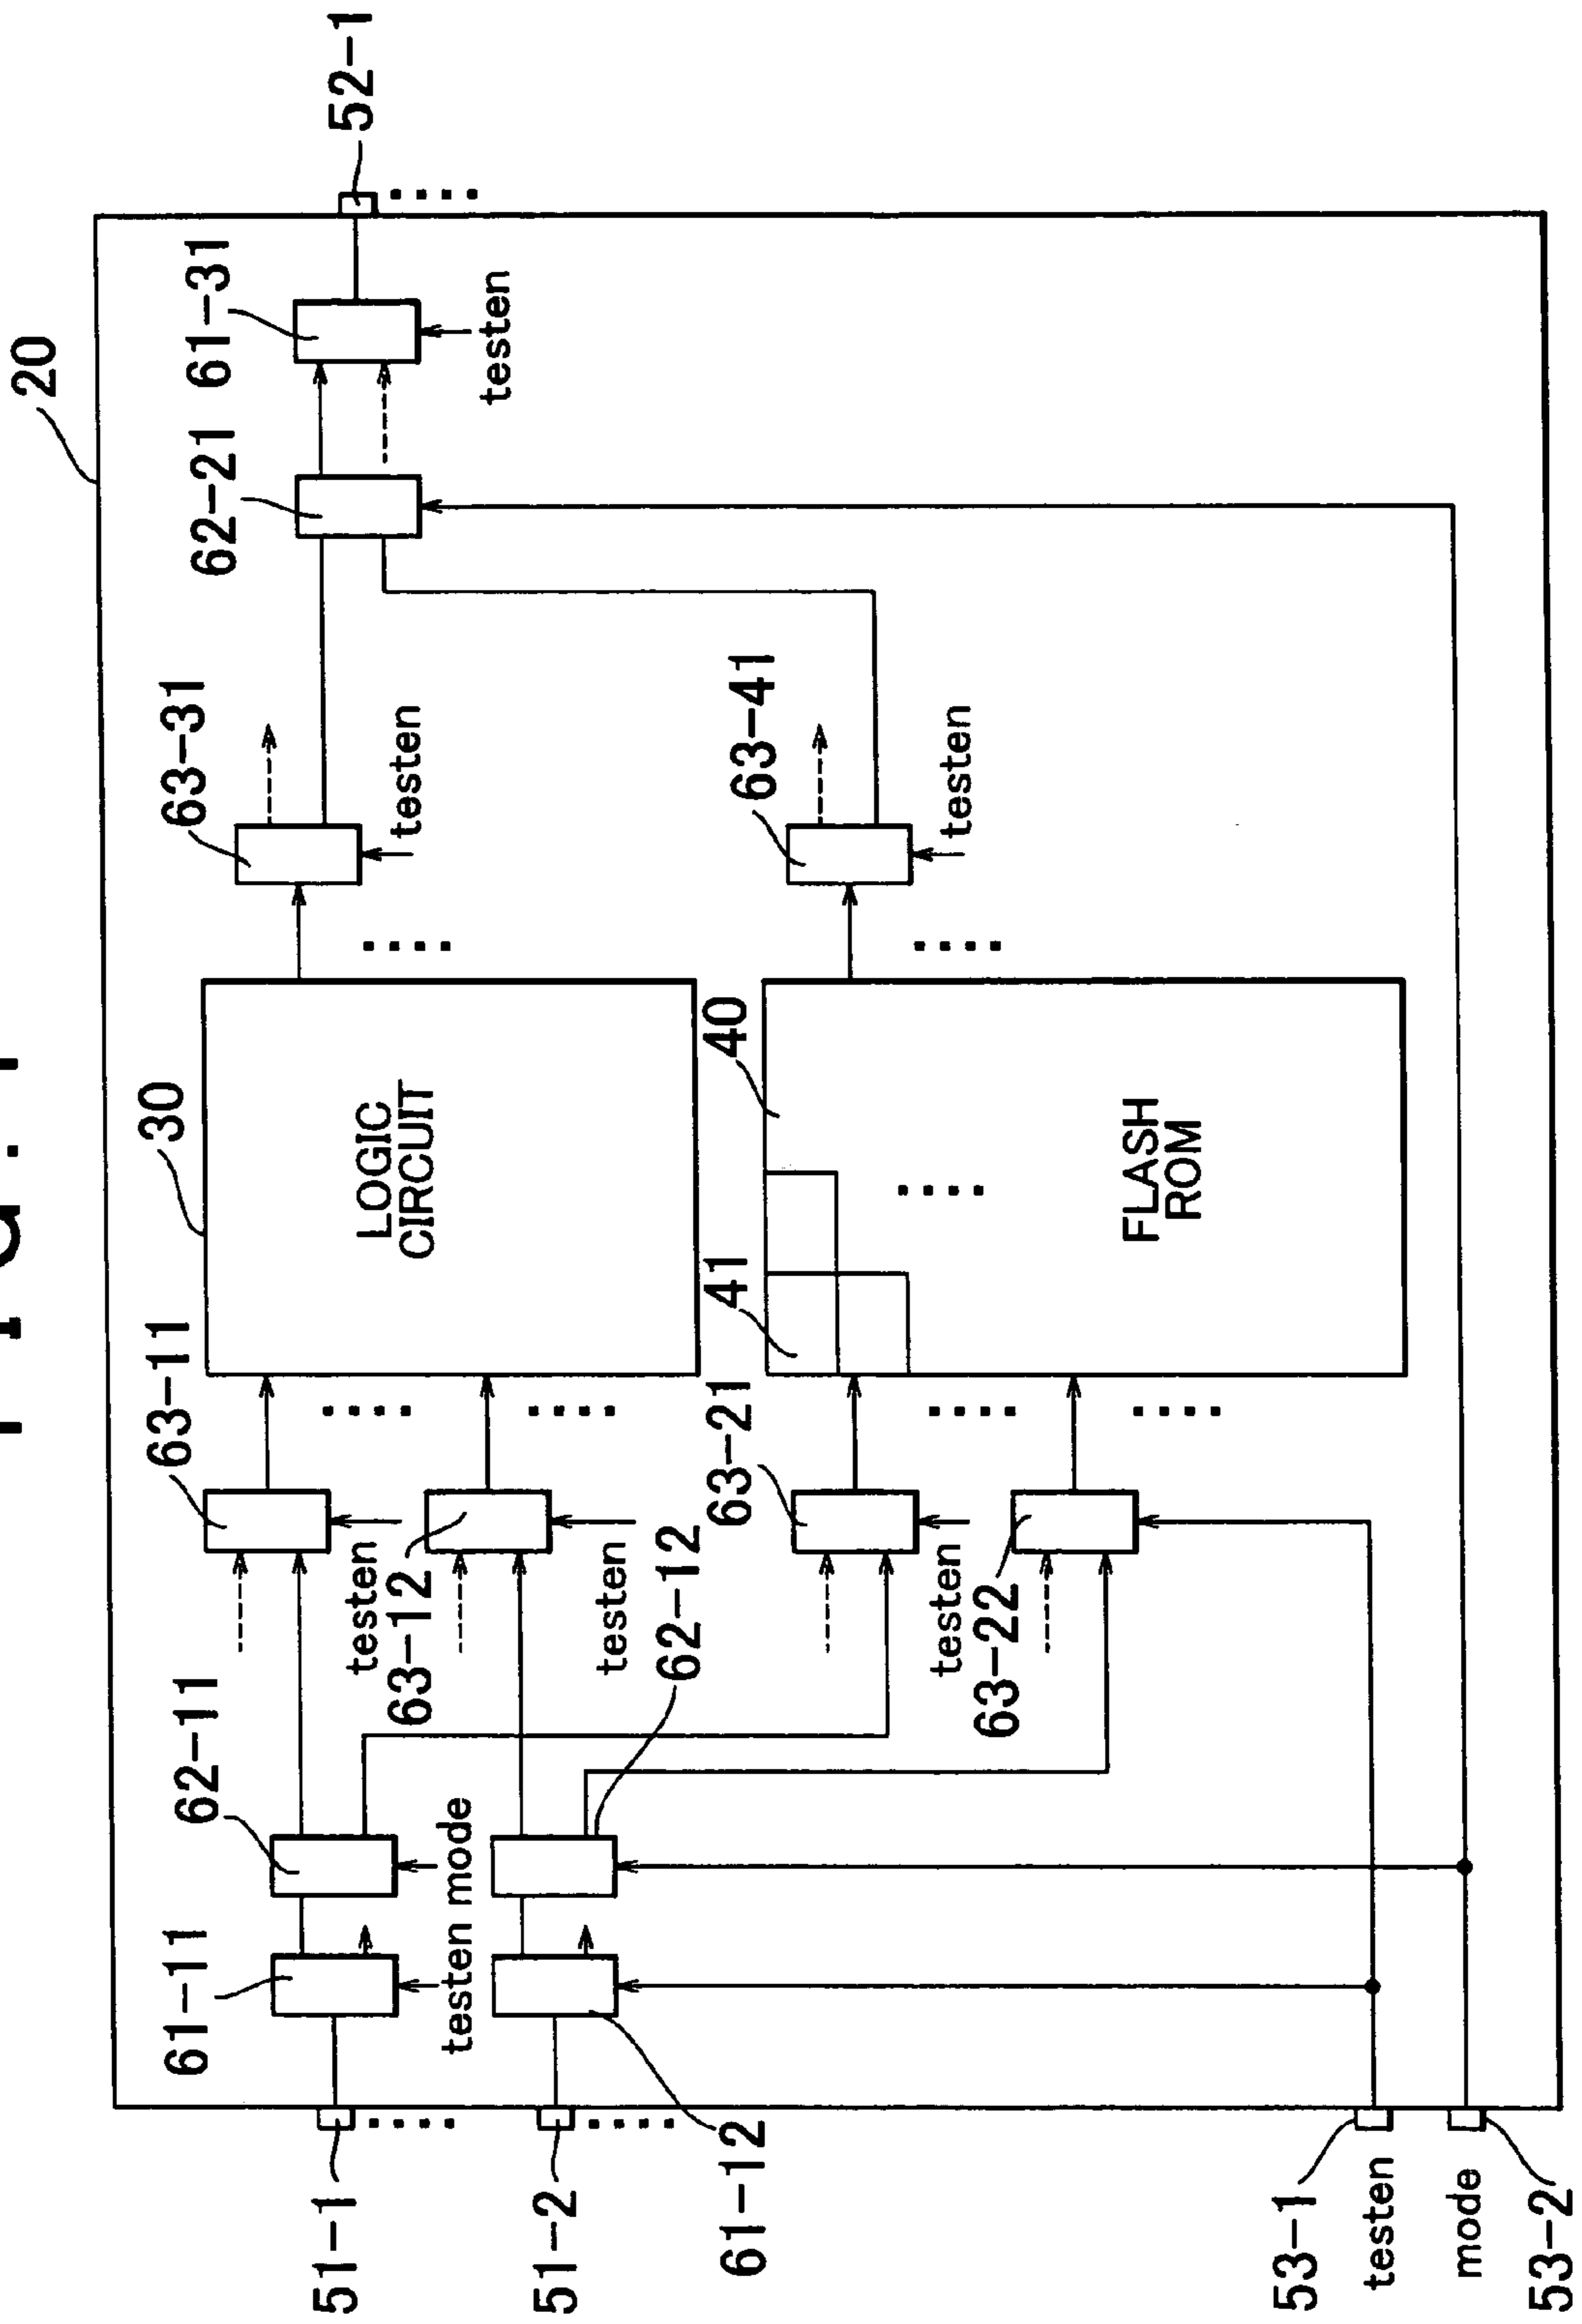 20
52-1
61-31
testen
62-21
63-31
testen
63-41
testen
30
LOGIC
CIRCUIT
40
41
FLASH
ROM
63-11
testen
63-12
testen
63-21
testen
63-22
62-11
mode
62-12
61-11
testen
61-12
51-1
51-2
53-1
testen
mode
53-2